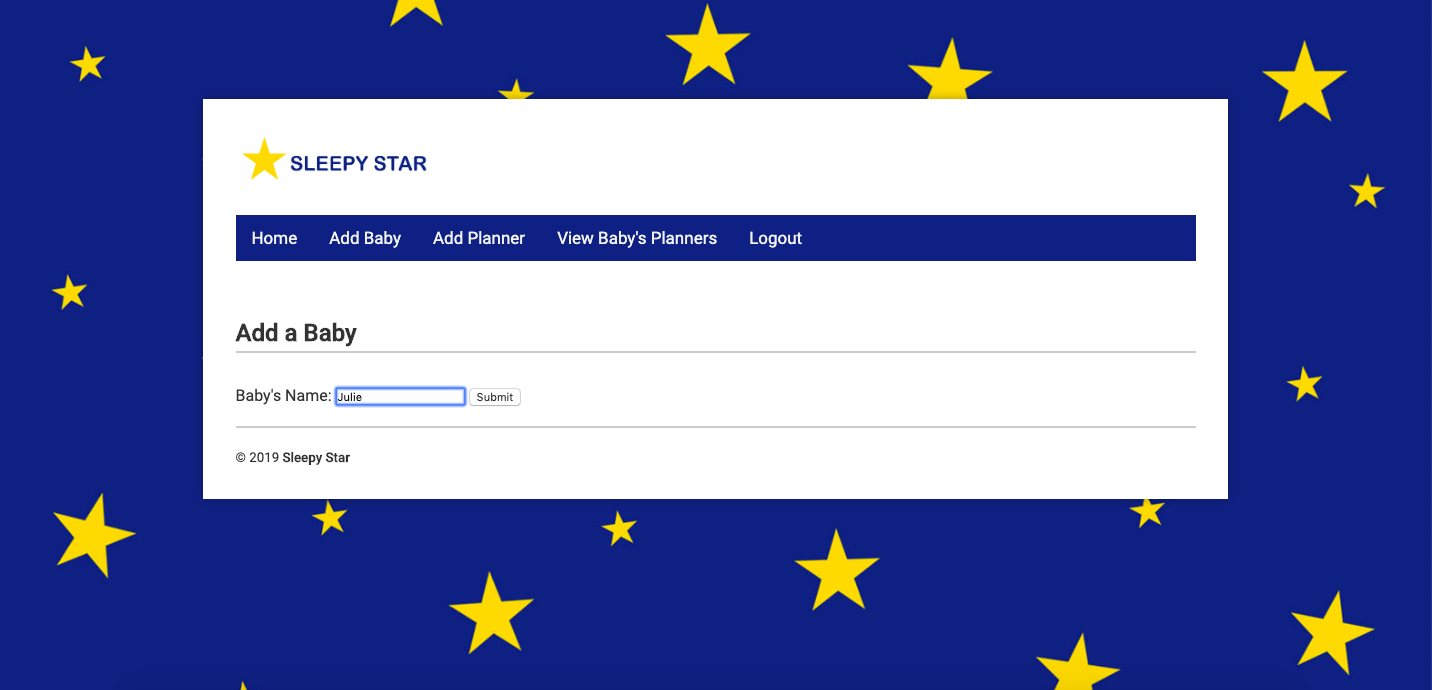 SLEEPY STAR
Home Add Baby Add Planner View Baby's Planners Logout
Add a Baby
Baby's Name: Julie Submit
© 2019 Sleepy Star